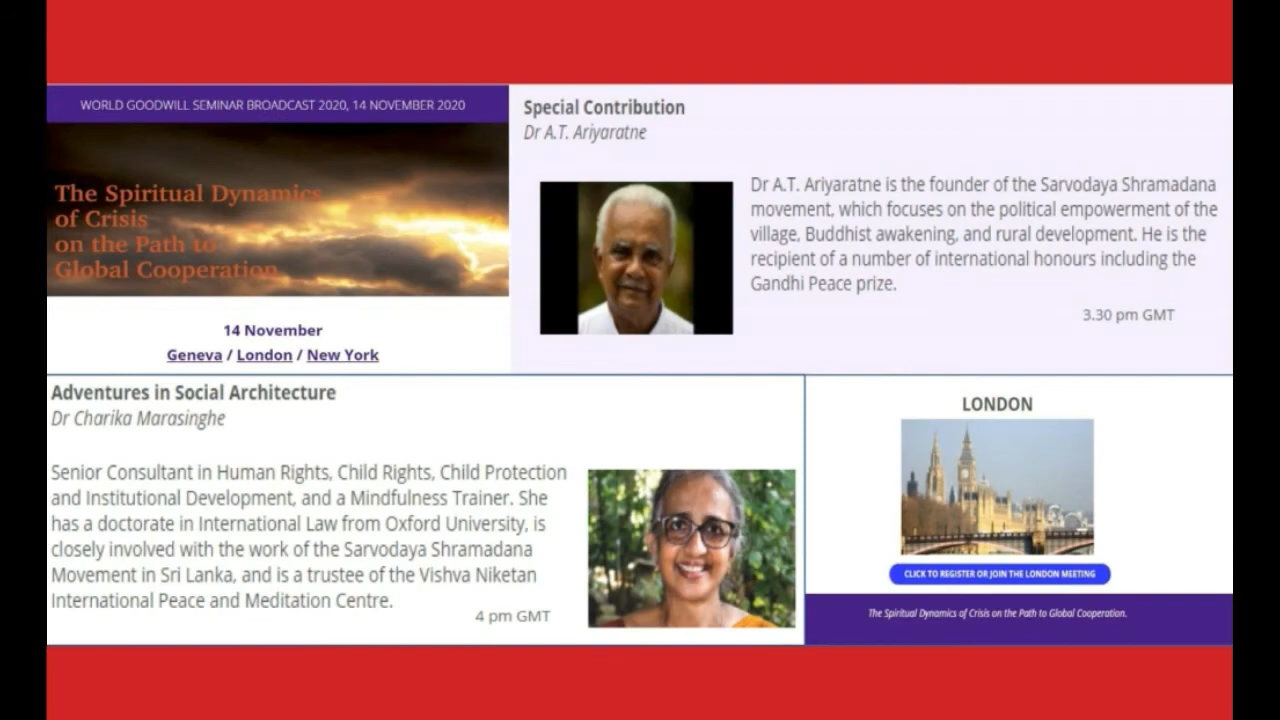 WORLD GOODWILL SEMINAR BROADCAST 2020, 14 NOVEMBER 2020
The Spiritual Dynamics
of Crisis
on the Path to
Global Cooperation
14 November
Geneva / London / New York
Special Contribution
Dr A.T. Ariyaratne
Dr A.T. Ariyaratne is the founder of the Sarvodaya Shramadana
movement, which focuses on the political empowerment of the
village, Buddhist awakening, and rural development. He is the
recipient of a number of international honours including the
Gandhi Peace prize.
3.30 pm GMT
Adventures in Social Architecture
Dr Charika Marasinghe
Senior Consultant in Human Rights, Child Rights, Child Protection
and Institutional Development, and a Mindfulness Trainer. She
has a doctorate in International Law from Oxford University, is
closely involved with the work of the Sarvodaya Shramadana
Movement in Sri Lanka, and is a trustee of the Vishva Niketan
International Peace and Meditation Centre.
4 pm GMT
LONDON
CLICK TO REGISTER OR JOIN THE LONDON MEETING
The Spiritual Dynamics of Crisis on the Path to Global Cooperation.